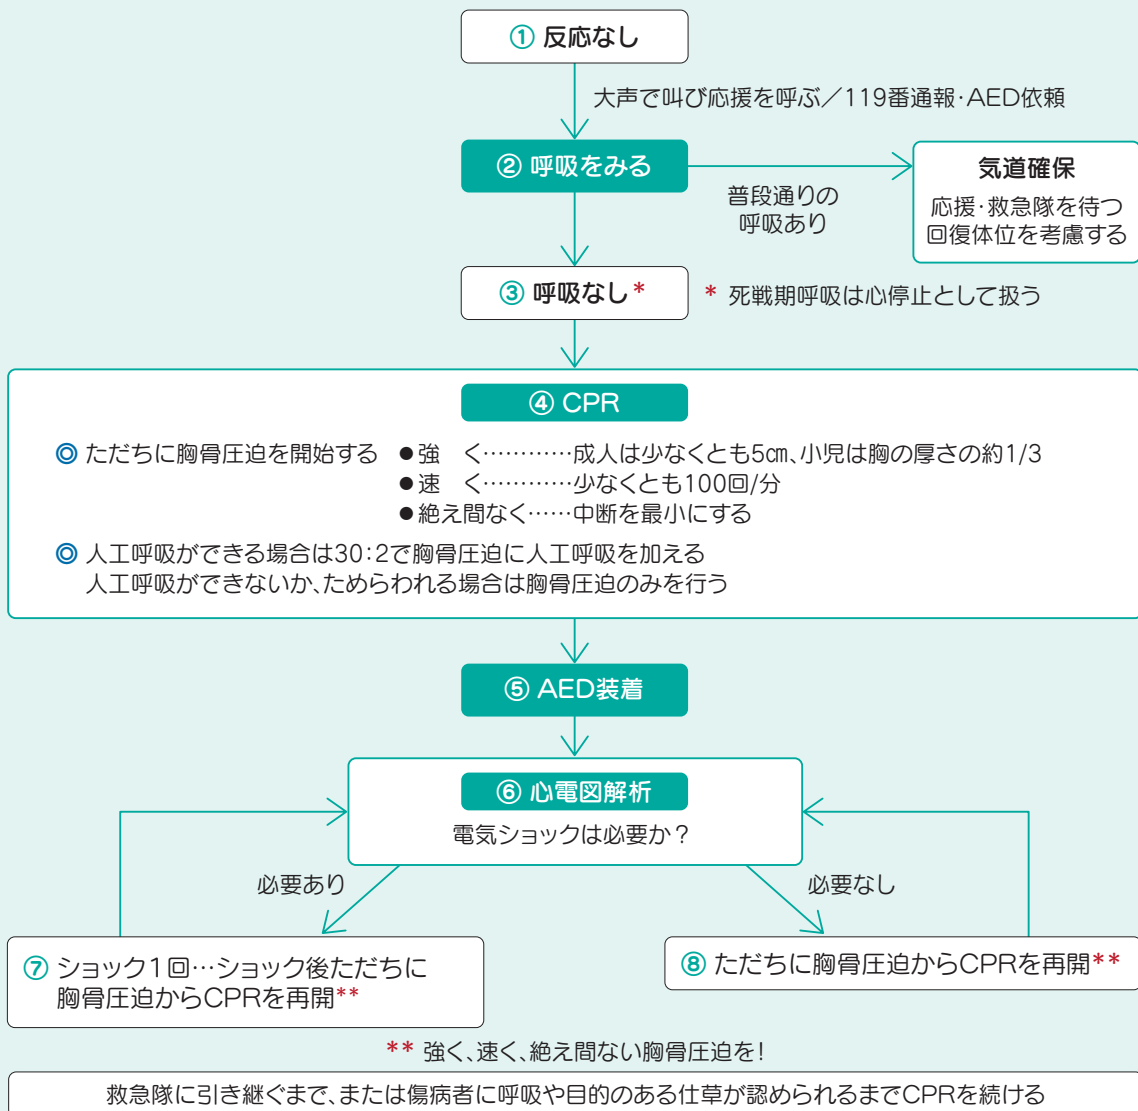 ① 反応なし
大声で叫び応援を呼ぶ／119番通報・AED依頼
② 呼吸をみる
普段通りの
呼吸あり
気道確保
応援・救急隊を待つ
回復体位を考慮する
③ 呼吸なし*
* 死戦期呼吸は心停止として扱う
④ CPR
◎ ただちに胸骨圧迫を開始する ●強　く…………成人は少なくとも5㎝、小児は胸の厚さの約1/3
●速　く…………少なくとも100回/分
●絶え間なく……中断を最小にする
◎ 人工呼吸ができる場合は30：2で胸骨圧迫に人工呼吸を加える
人工呼吸ができないか、ためらわれる場合は胸骨圧迫のみを行う
⑤ AED装着
⑥ 心電図解析
電気ショックは必要か？
必要あり
必要なし
⑦ ショック1回…ショック後ただちに
胸骨圧迫からCPRを再開**
⑧ ただちに胸骨圧迫からCPRを再開**
** 強く、速く、絶え間ない胸骨圧迫を！
救急隊に引き継ぐまで、または傷病者に呼吸や目的のある仕草が認められるまでCPRを続ける